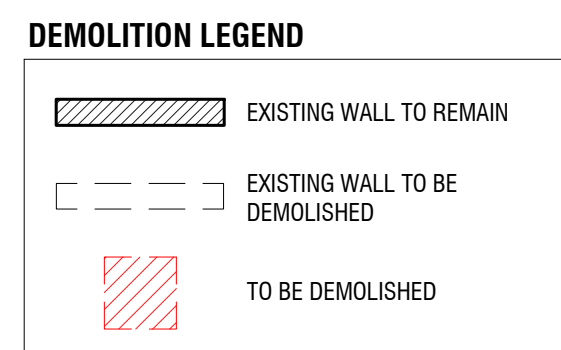 DEMOLITION LEGEND
EXISTING WALL TO REMAIN
EXISTING WALL TO BE
DEMOLISHED
TO BE DEMOLISHED